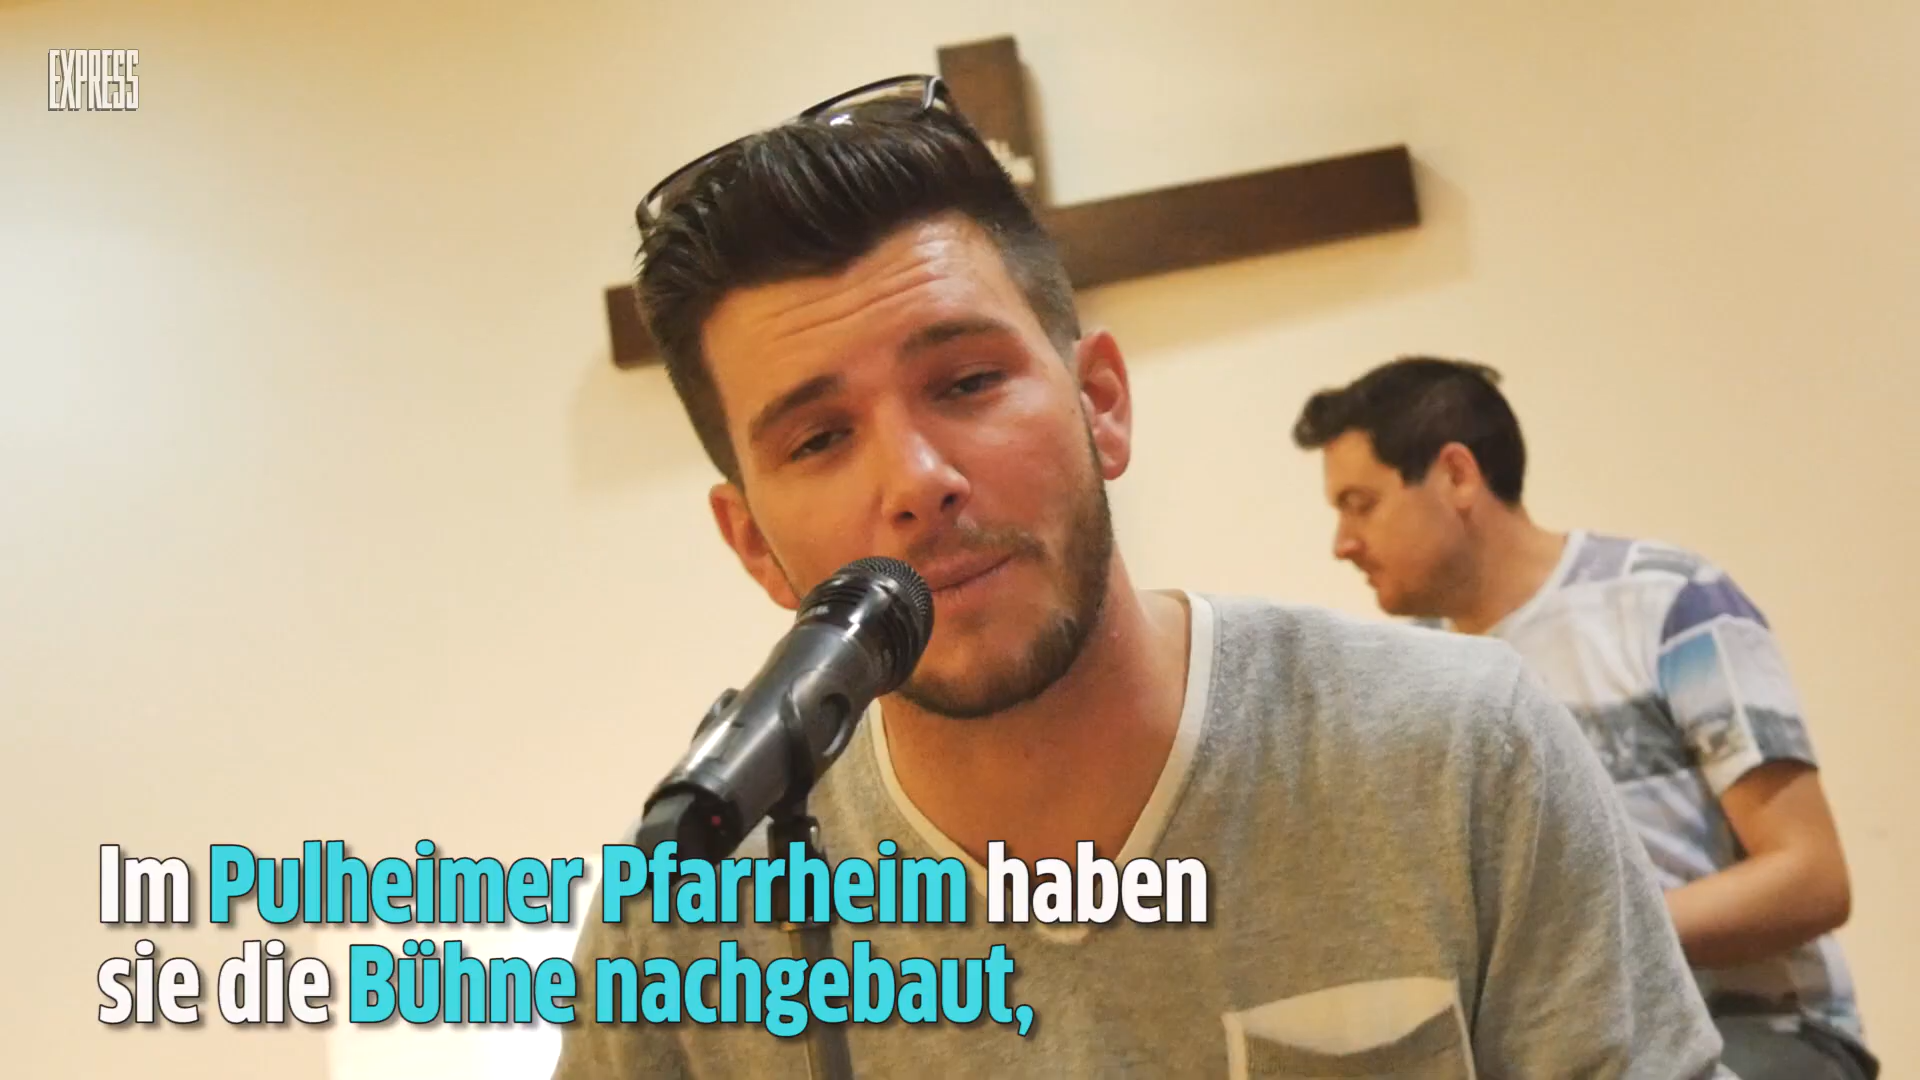 EXPRESS
Im Pulheimer Pfarrheim haben
sie die Bühne nachgebaut,